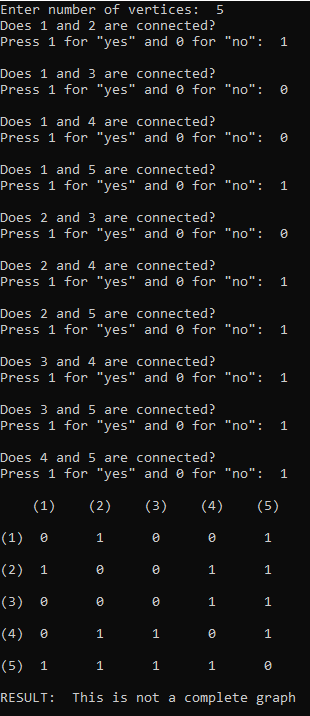 Enter number of vertices:  5
Does 1 and 2 are connected?
Press 1 for "yes" and 0 for "no":  1
Does 1 and 3 are connected?
Press 1 for "yes" and 0 for "no":  0
Does 1 and 4 are connected?
Press 1 for "yes" and 0 for "no":  0
Does 1 and 5 are connected?
Press 1 for "yes" and 0 for "no":  1
Does 2 and 3 are connected?
Press 1 for "yes" and 0 for "no":  0
Does 2 and 4 are connected?
Press 1 for "yes" and 0 for "no":  1
Does 2 and 5 are connected?
Press 1 for "yes" and 0 for "no":  1
Does 3 and 4 are connected?
Press 1 for "yes" and 0 for "no":  1
Does 3 and 5 are connected?
Press 1 for "yes" and 0 for "no":  1
Does 4 and 5 are connected?
Press 1 for "yes" and 0 for "no":  1
(1) (2) (3) (4) (5)
(1) 0 1 0 0 1
(2) 1 0 0 1 1
(3) 0 0 0 1 1
(4) 0 1 1 0 1
(5) 1 1 1 1 0
RESULT:  This is not a complete graph